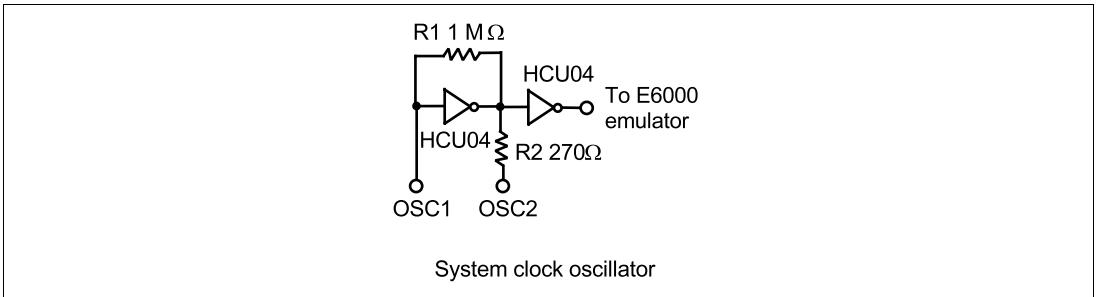 R1 1 MΩ
HCU04
To E6000
emulator
HCU04
R2 270Ω
OSC1 OSC2
System clock oscillator